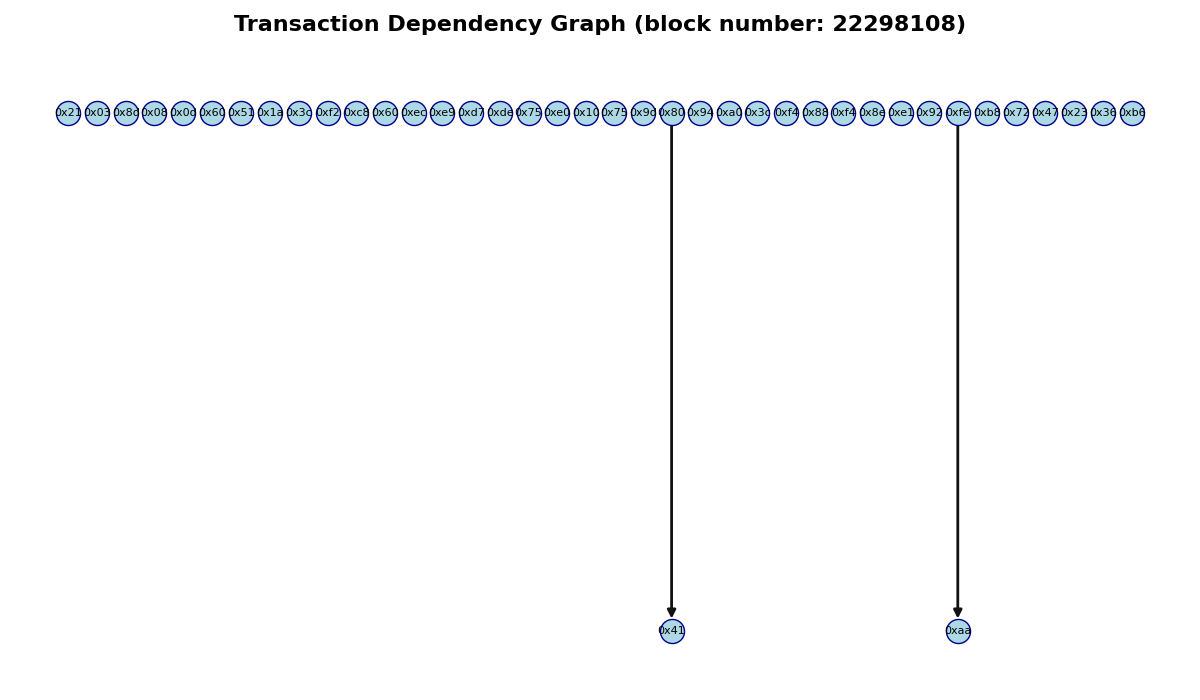 Transaction Dependency Graph (block number: 22298108)
0x21 0x03 0x8d 0x08 0x0d 0x60 0x51 0x1a 0x3c 0xf2 0xc8 0x60 0xec 0xe9 0xd7 0xde 0x75 0xe0 0x10 0x75 0x9d 0x80 0x94 0xa0 0x3c 0xf4 0x88 0xf4 0x8e 0xe1 0x92 0xfe 0xb8 0x72 0x47 0x23 0x36 0xb6
0x41 0xaa